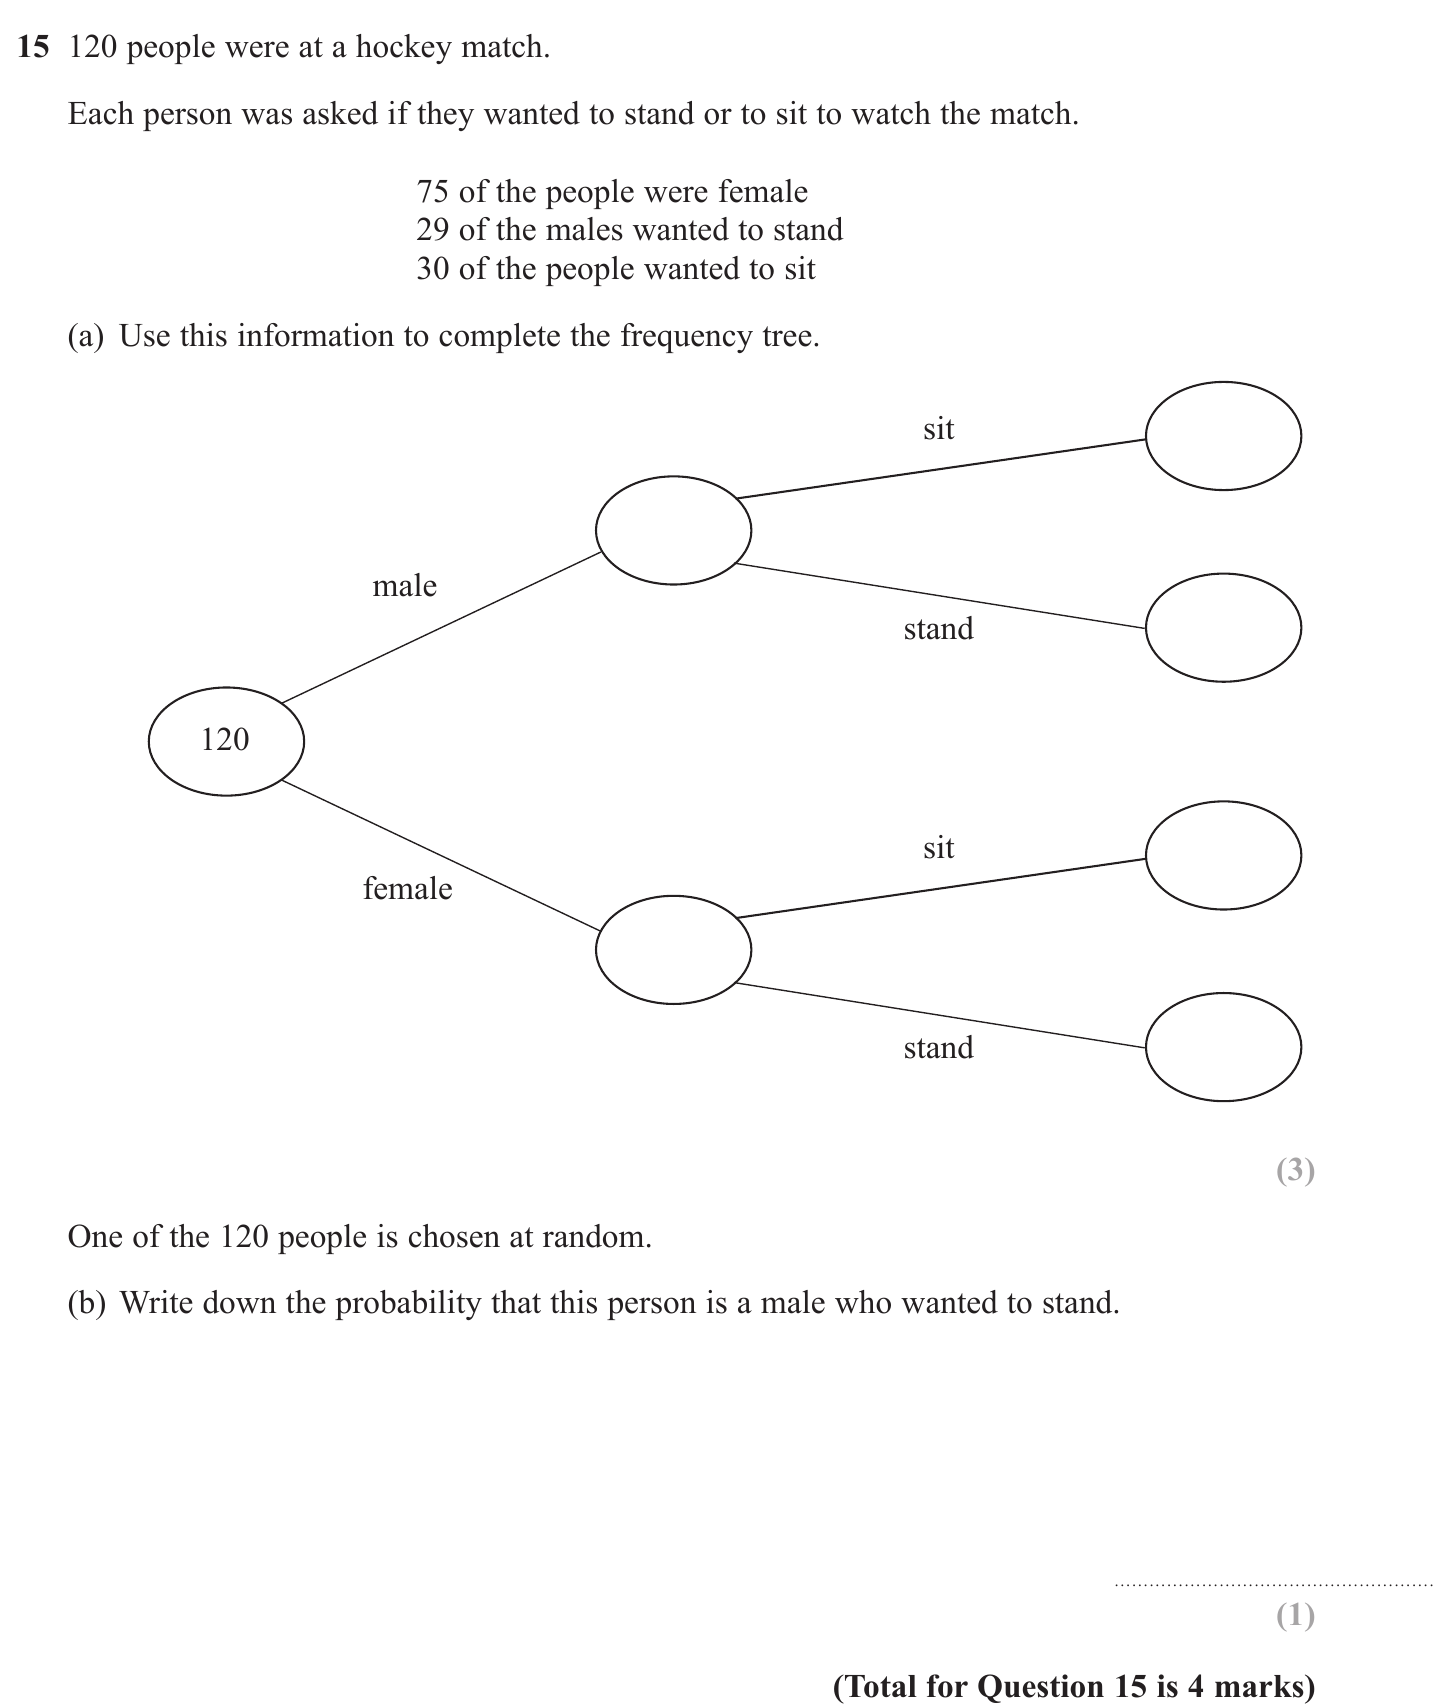 15 120 people were at a hockey match.
Each person was asked if they wanted to stand or to sit to watch the match.
75 of the people were female
29 of the males wanted to stand
30 of the people wanted to sit
(a) Use this information to complete the frequency tree.
sit
male
stand
120
sit
female
stand
(3)
One of the 120 people is chosen at random.
(b) Write down the probability that this person is a male who wanted to stand.
(1)
(Total for Question 15 is 4 marks)